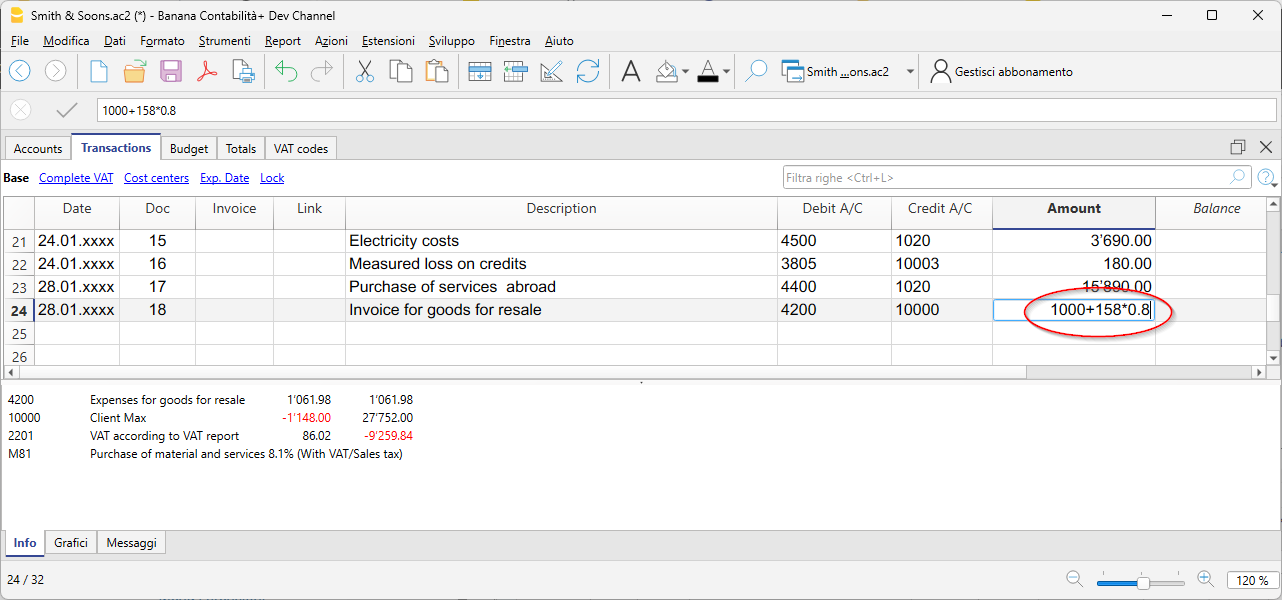 Smith & Soons.ac2 (*) - Banana Contabilità+ Dev Channel
File Modifica Dati Formato Strumenti Report Azioni Estensioni Sviluppo Finestra Aiuto
Smith ...ons.ac2 Gestisci abbonamento
1000+158*0.8
Accounts Transactions Budget Totals VAT codes
Base Complete VAT Cost centers Exp. Date Lock Filtra righe <Ctrl+L>
Date Doc Invoice Link Description Debit A/C Credit A/C Amount Balance
21 24.01.xxxx 15 Electricity costs 4500 1020 3'690.00
22 24.01.xxxx 16 Measured loss on credits 3805 10003 180.00
23 28.01.xxxx 17 Purchase of services abroad 4400 1020 15'890.00
24 28.01.xxxx 18 Invoice for goods for resale 4200 10000 1000+158*0.8
25
26
4200 Expenses for goods for resale 1'061.98 1'061.98
10000 Client Max -1'148.00 27'752.00
2201 VAT according to VAT report 86.02 -9'259.84
M81 Purchase of material and services 8.1% (With VAT/Sales tax)
Info Grafici Messaggi
24 / 32 120 %